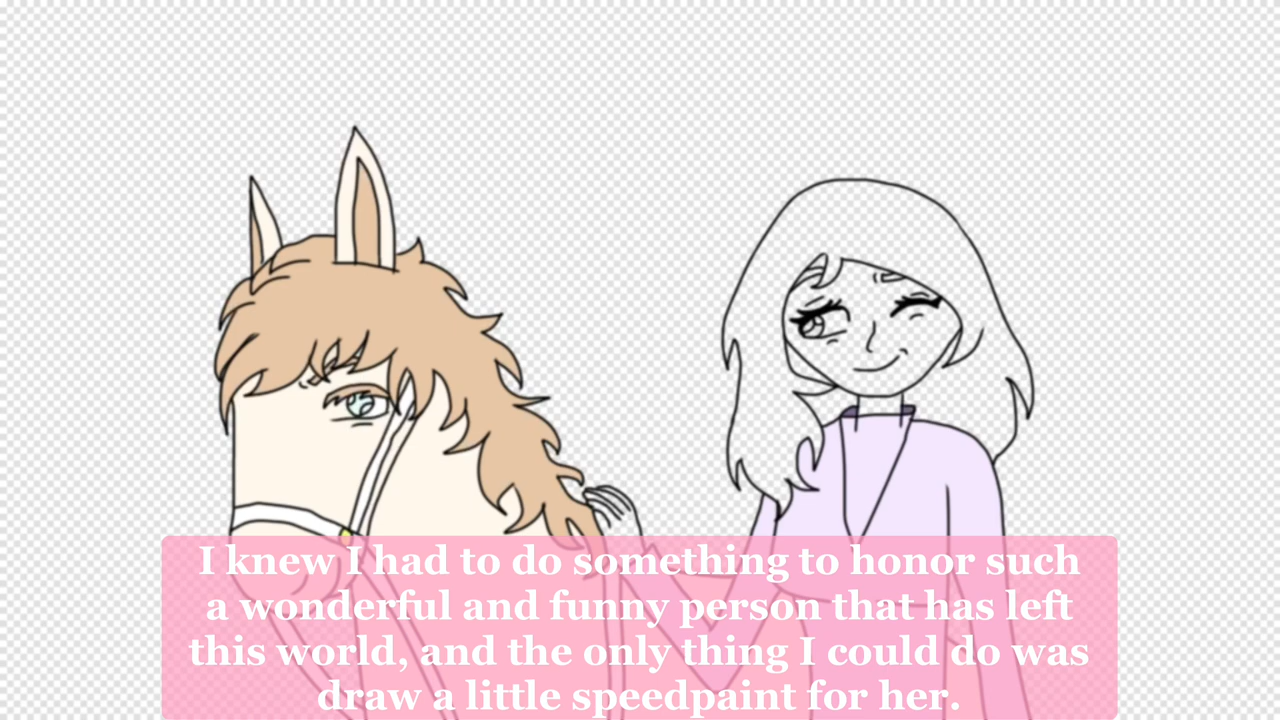 I knew I had to do something to honor such
a wonderful and funny person that has left
this world, and the only thing I could do was
draw a little speedpaint for her.